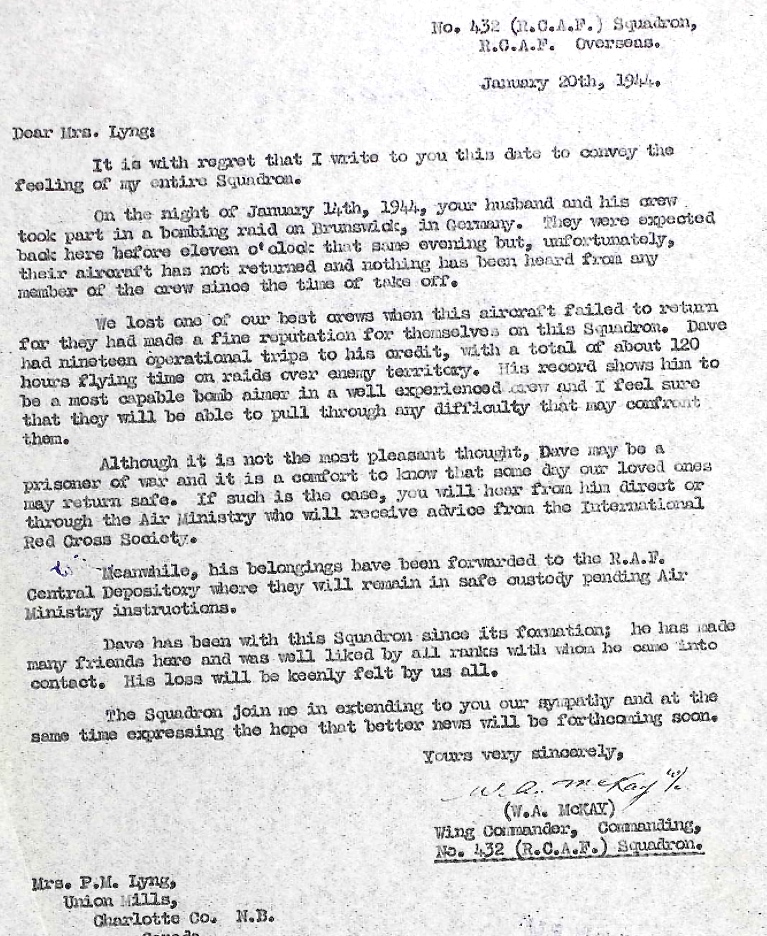 No. 432 (R.C.A.F.) Squadron,
R.C.A.F. Overseas.
January 20th, 1944.
Dear Mrs. Lyng:
It is with regret that I write to you this date to convey the
feeling of my entire Squadron.
On the night of January 14th, 1944, your husband and his crew
took part in a bombing raid on Brunswick, in Germany. They were expected
back here before eleven o'clock that same evening but, unfortunately,
their aircraft has not returned and nothing has been heard from any
member of the crew since the time of take off.
We lost one of our best crews when this aircraft failed to return
for they had made a fine reputation for themselves on this Squadron. Dave
had nineteen operational trips to his credit, with a total of about 120
hours flying time on raids over enemy territory. His record shows him to
be a most capable bomb aimer in a well experienced crew and I feel sure
that they will be able to pull through any difficulty that may confront
them.
Although it is not the most pleasant thought, Dave may be a
prisoner of war and it is a comfort to know that some day our loved ones
may return safe. If such is the case, you will hear from him direct or
through the Air Ministry who will receive advice from the International
Red Cross Society.
Meanwhile, his belongings have been forwarded to the R.A.F.
Central Depository where they will remain in safe custody pending Air
Ministry instructions.
Dave has been with this Squadron since its formation; he has made
many friends here and was well liked by all ranks with whom he came into
contact. His loss will be keenly felt by us all.
The Squadron join me in extending to you our sympathy and at the
same time expressing the hope that better news will be forthcoming soon.
Yours very sincerely,
W.A. McKay W/C
(W.A. McKAY)
Wing Commander, Commanding,
No. 432 (R.C.A.F.) Squadron.
Mrs. P.M. Lyng,
Union Mills,
Charlotte Co. N.B.
Canada